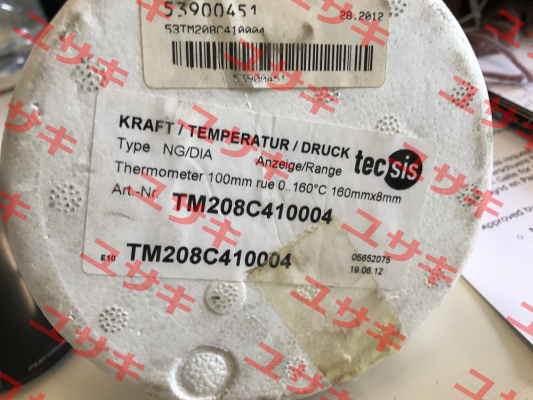 53900451
28.2012
53TM208C410004
53900451
KRAFT / TEMPERATUR / DRUCK
Type NG/DIA Anzeige/Range
tecsis
Thermometer 100mm rue 0..160°C 160mmx8mm
Art.-Nr. TM208C410004
E10 TM208C410004
05652075
19.06.12
Approved b
ユサキ